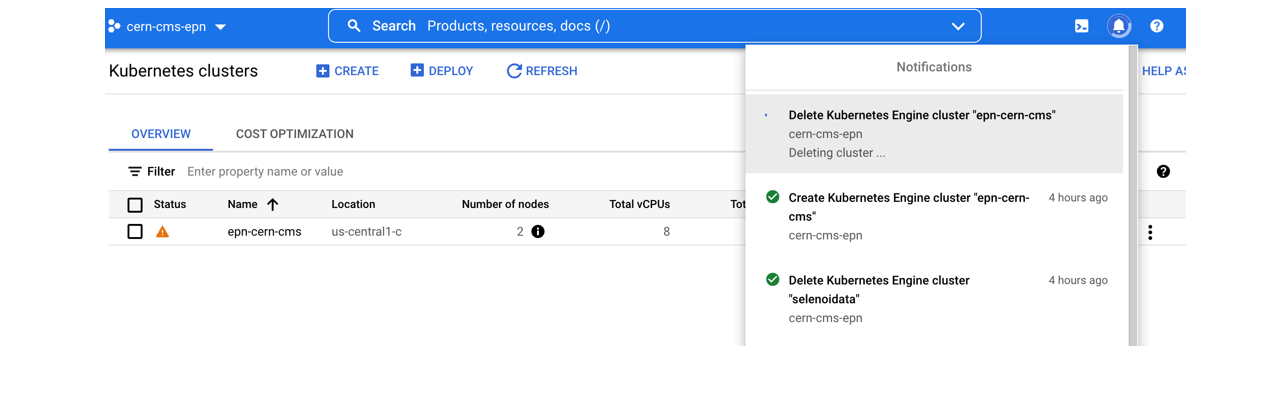 cern-cms-epn
Search Products, resources, docs (/)
Kubernetes clusters
CREATE
DEPLOY
REFRESH
HELP AS
Notifications
OVERVIEW
COST OPTIMIZATION
Filter Enter property name or value
Status Name Location Number of nodes Total vCPUs Tot
epn-cern-cms us-central1-c 2 8
Delete Kubernetes Engine cluster "epn-cern-cms"
cern-cms-epn
Deleting cluster ...
Create Kubernetes Engine cluster "epn-cern- 4 hours ago
cms"
cern-cms-epn
Delete Kubernetes Engine cluster 4 hours ago
"selenoidata"
cern-cms-epn